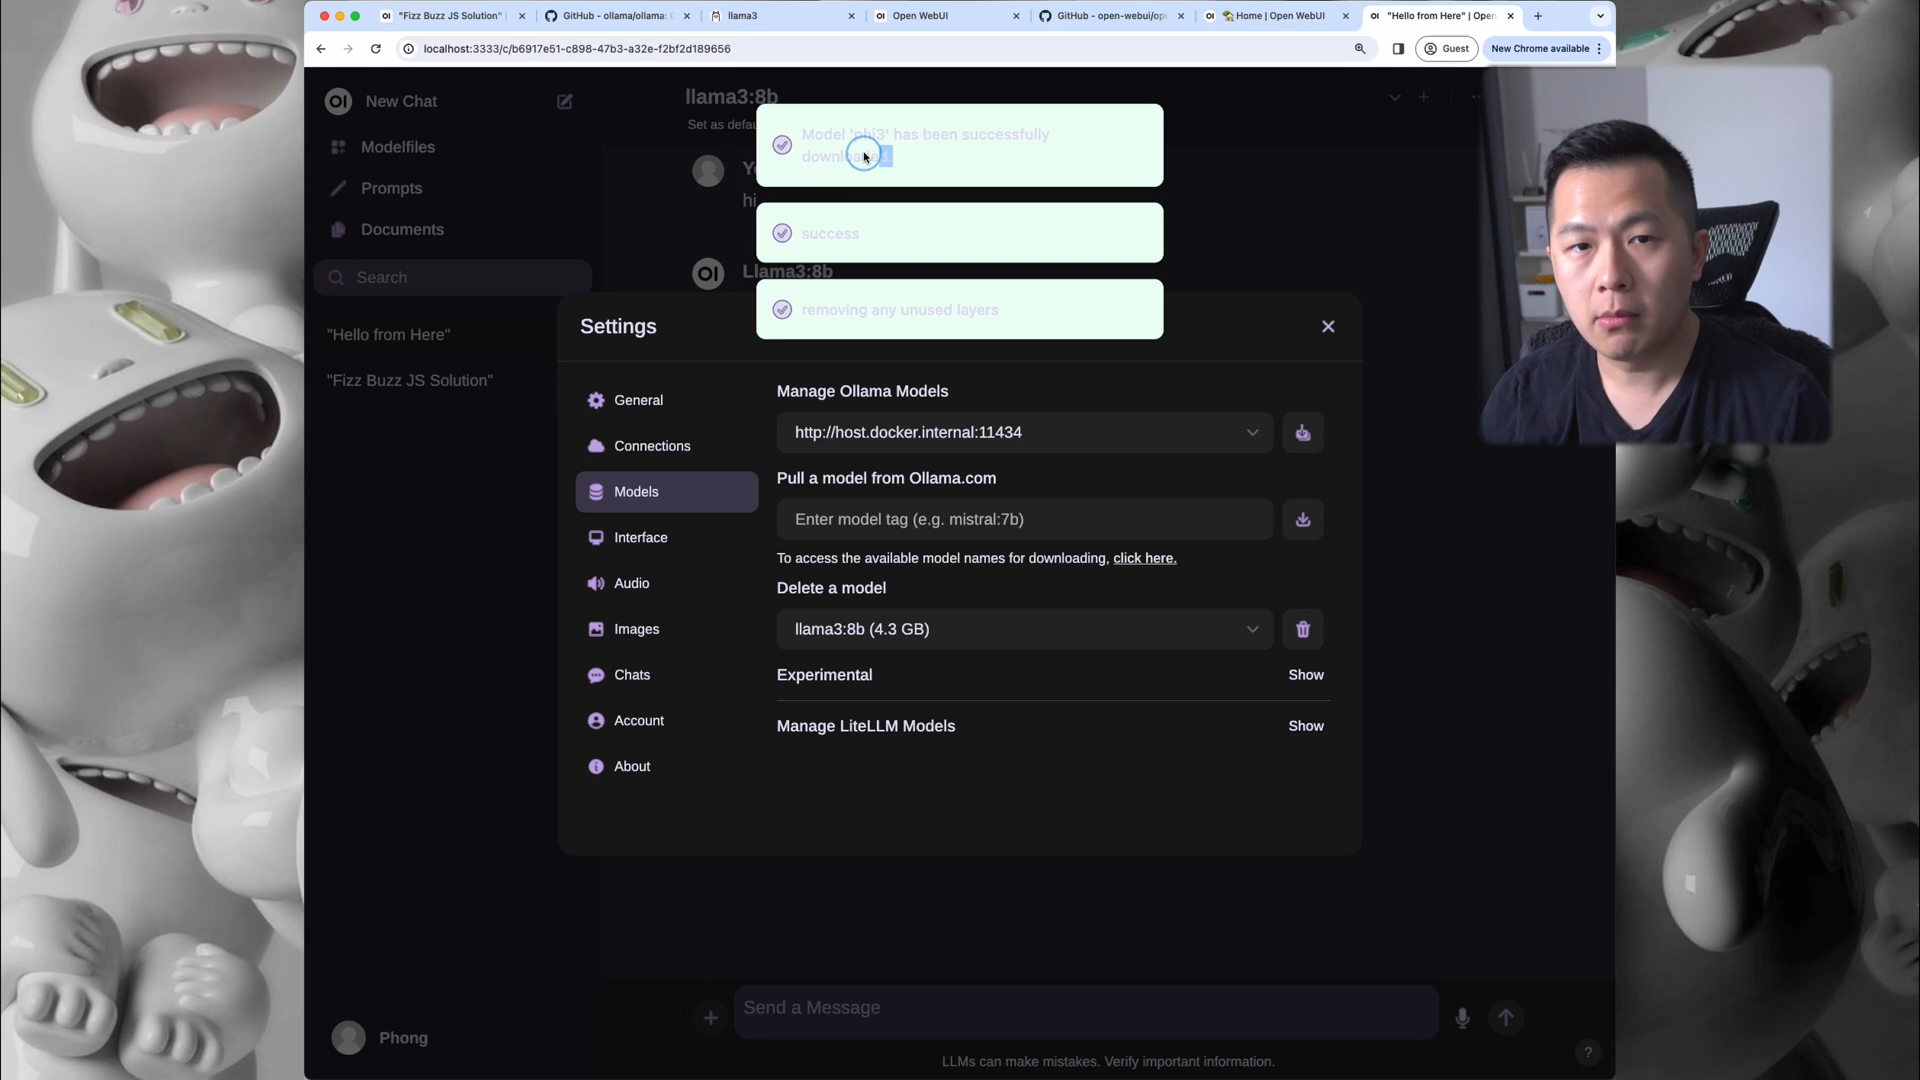 "Fizz Buzz JS Solution" |
GitHub - ollama/ollama:
llama3
Open WebUI
GitHub - open-webui/op
Home | Open WebUI
"Hello from Here" | Open
localhost:3333/c/b6917e51-c898-47b3-a32e-f2bf2d189656
Guest
New Chrome available
OI
New Chat
Modelfiles
Prompts
Documents
Search
"Hello from Here"
"Fizz Buzz JS Solution"
Phong
llama3:8b
Set as defau
Yo
hi
OI
Llama3:8b
Model 'phi3' has been successfully
downloaded.
success
removing any unused layers
Settings
General
Connections
Models
Interface
Audio
Images
Chats
Account
About
Manage Ollama Models
http://host.docker.internal:11434
Pull a model from Ollama.com
Enter model tag (e.g. mistral:7b)
To access the available model names for downloading, click here.
Delete a model
llama3:8b (4.3 GB)
Experimental
Show
Manage LiteLLM Models
Show
Send a Message
LLMs can make mistakes. Verify important information.
?